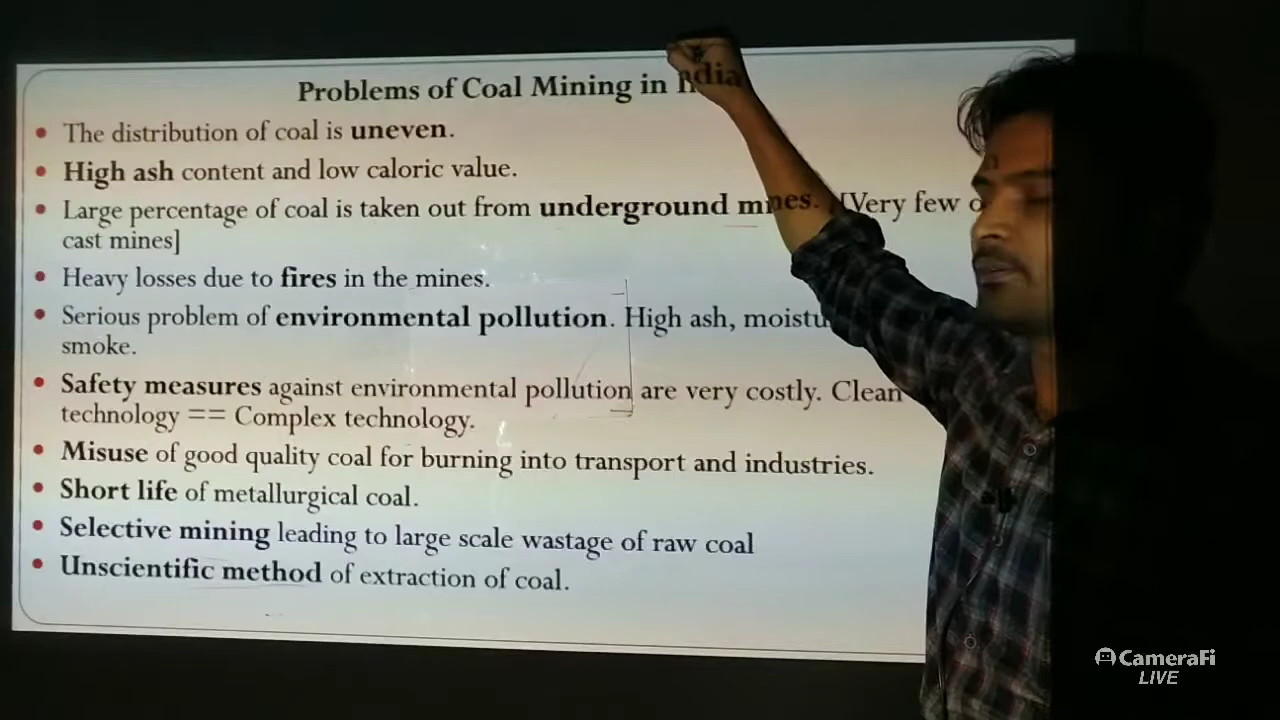 Problems of Coal Mining in India
• The distribution of coal is uneven.
• High ash content and low caloric value.
• Large percentage of coal is taken out from underground mines. [Very few
cast mines]
• Heavy losses due to fires in the mines.
• Serious problem of environmental pollution. High ash,
smoke.
• Safety measures against environmental pollution are very costly. Clean
technology == Complex technology.
• Misuse of good quality coal for burning into transport and industries.
• Short life of metallurgical coal.
• Selective mining leading to large scale wastage of raw coal
• Unscientific method of extraction of coal.
CameraFi
LIVE